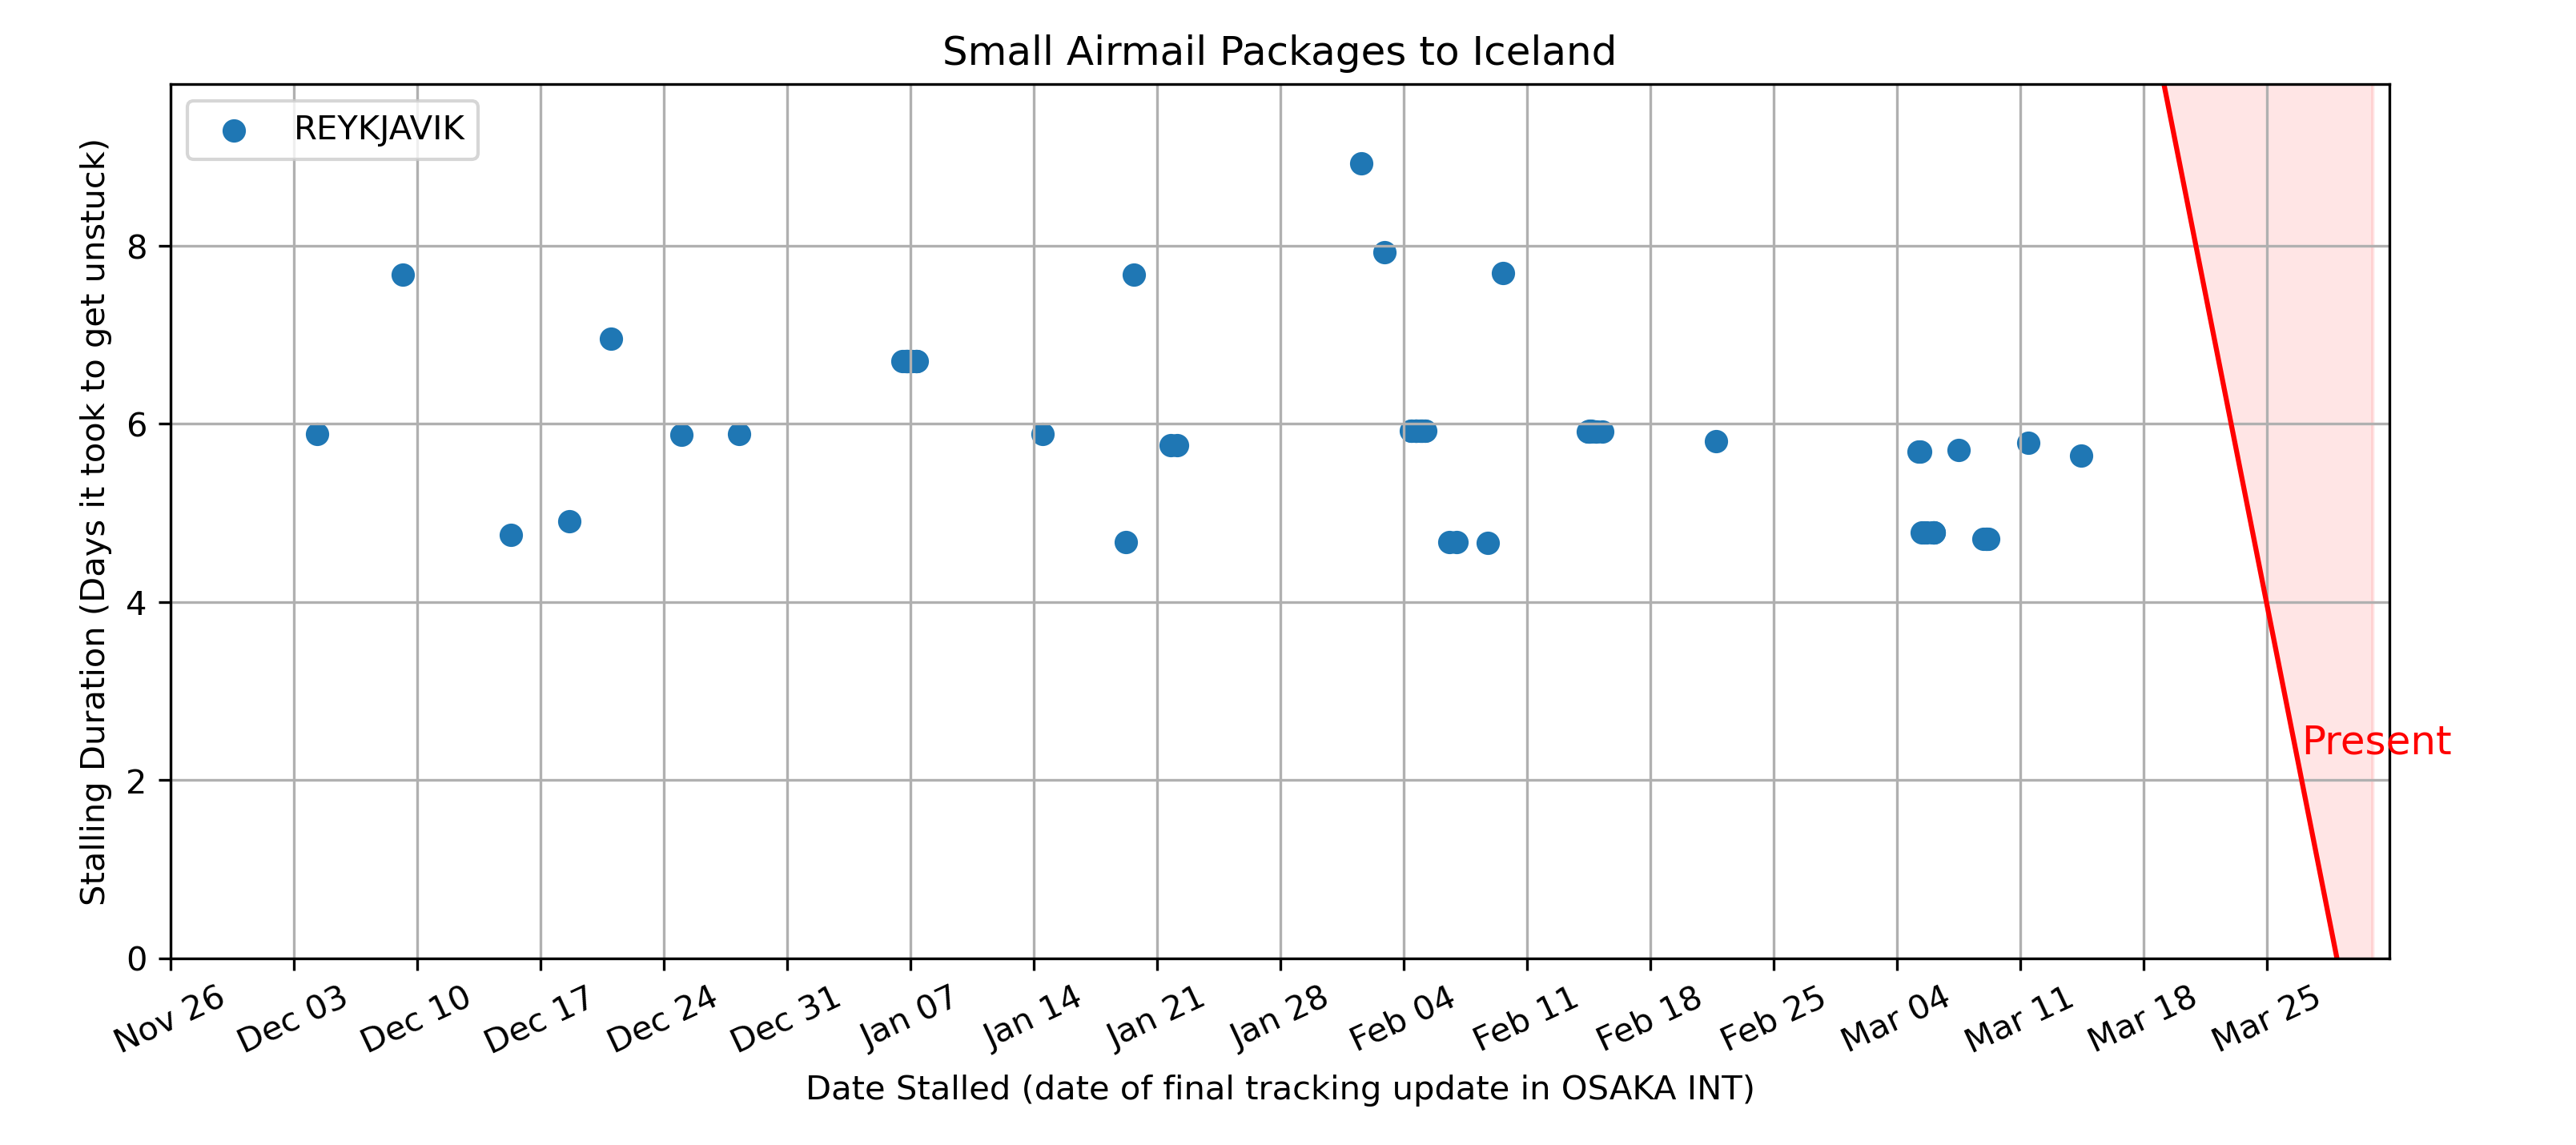 Small Airmail Packages to Iceland
REYKJAVIK
Stalling Duration (Days it took to get unstuck)
8
6
4
2
0
Present
Nov 26
Dec 03
Dec 10
Dec 17
Dec 24
Dec 31
Jan 07
Jan 14
Jan 21
Jan 28
Feb 04
Feb 11
Feb 18
Feb 25
Mar 04
Mar 11
Mar 18
Mar 25
Date Stalled (date of final tracking update in OSAKA INT)